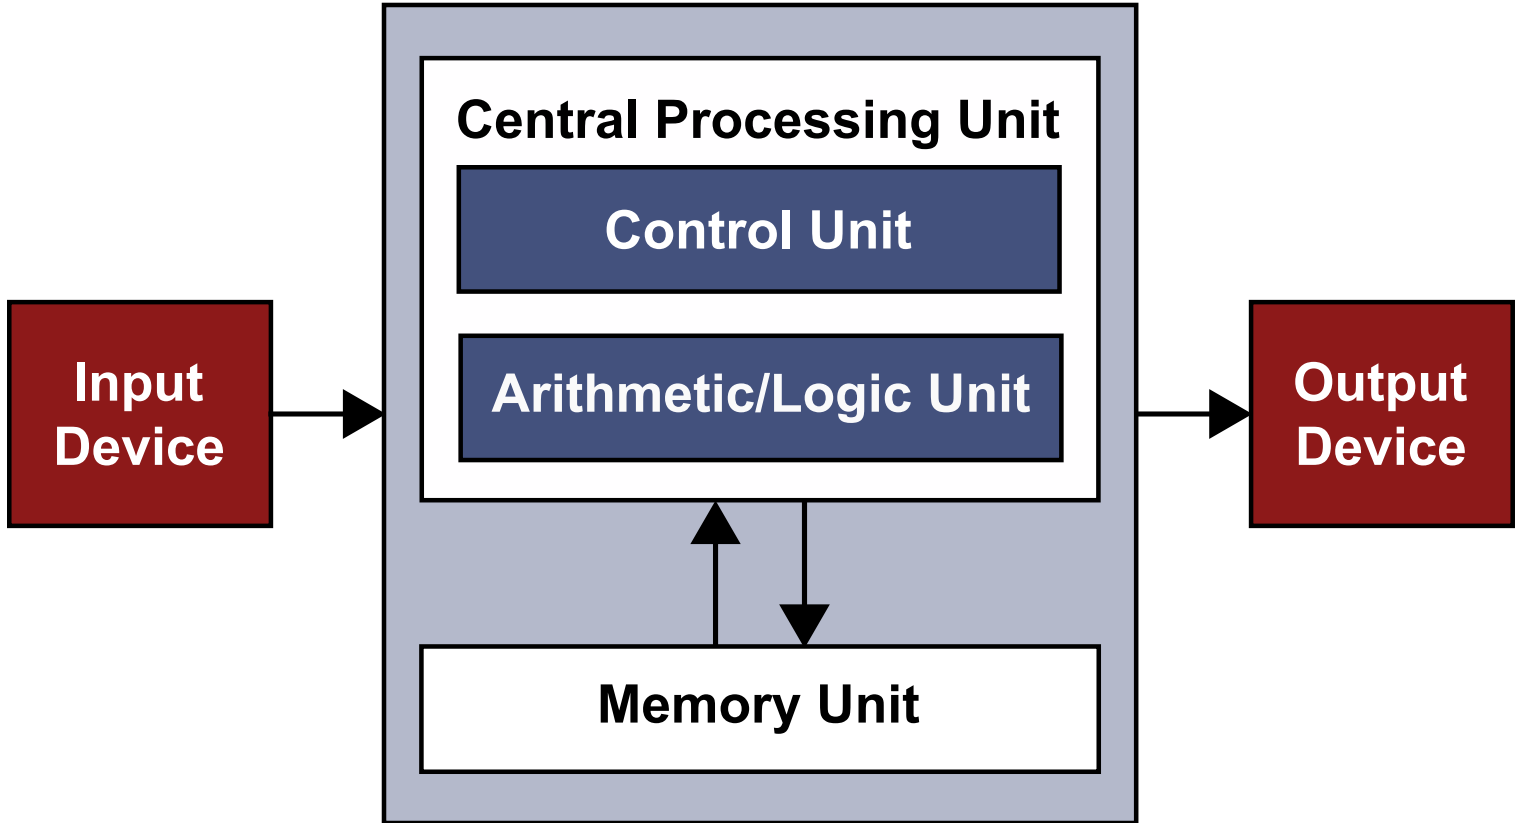 Central Processing Unit
Control Unit
Arithmetic/Logic Unit
Input
Device
Output
Device
Memory Unit